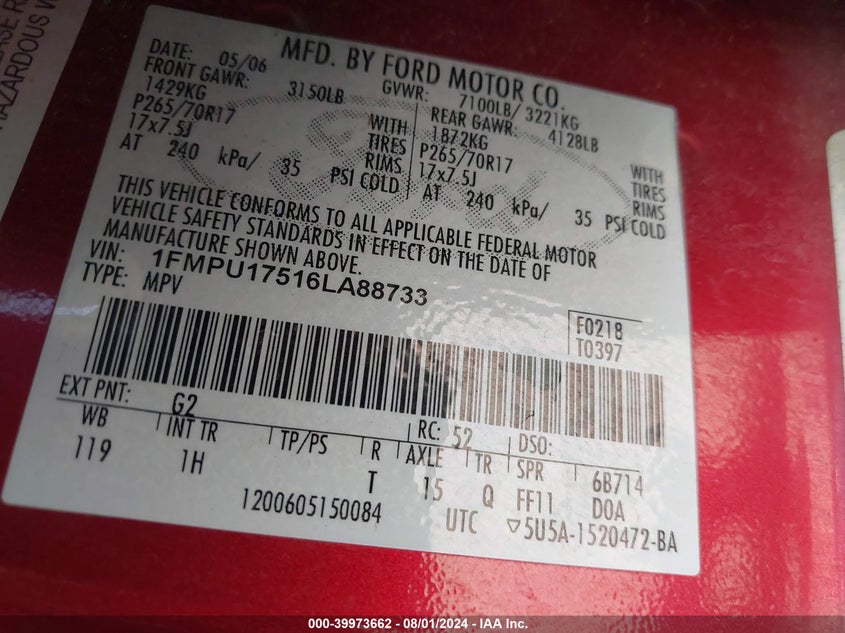 EASE RE
HAZARDOUS W
MFD. BY FORD MOTOR CO.
DATE: 05/06 GVWR: 7100LB/ 3221KG
FRONT GAWR: 3150LB REAR GAWR: 4128LB
1429KG 1872KG
P265/70R17 WITH TIRES P265/70R17 WITH TIRES
17x7.5J RIMS 17x7.5J RIMS
AT 240 kPa/ 35 PSI COLD AT 240 kPa/ 35 PSI COLD
THIS VEHICLE CONFORMS TO ALL APPLICABLE FEDERAL MOTOR
VEHICLE SAFETY STANDARDS IN EFFECT ON THE DATE OF
MANUFACTURE SHOWN ABOVE.
VIN: 1FMPU17516LA88733
TYPE: MPV
F0218
T0397
EXT PNT: G2 RC: 52 DSO:
WB INT TR TP/PS R AXLE TR SPR 6B714
119 1H T 15 Q FF11 DOA
1200605150084 UTC ▽5U5A-1520472-BA
000-39973662 - 08/01/2024 - IAA Inc.